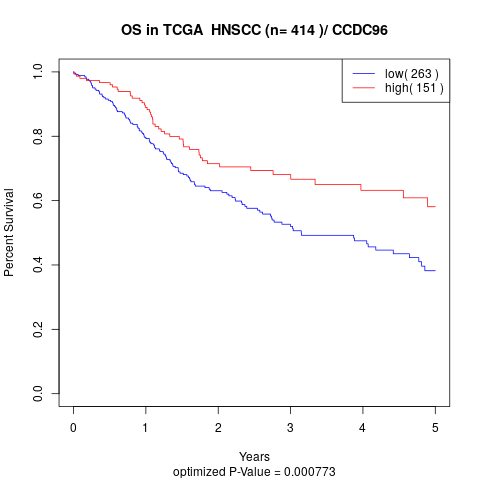 OS in TCGA  HNSCC (n= 414 )/ CCDC96
low( 263 )
high( 151 )
Percent Survival
1.0
0.8
0.6
0.4
0.2
0.0
0 1 2 3 4 5
Years
optimized P-Value = 0.000773